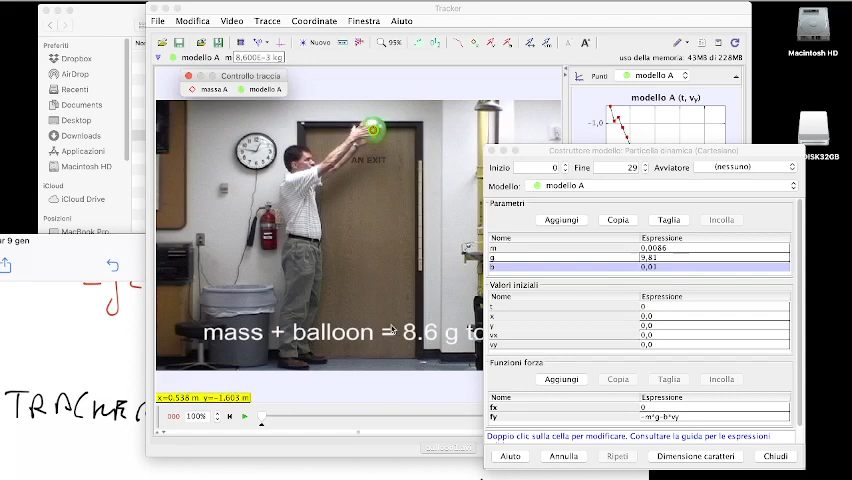 Tracker
File Modifica Video Tracce Coordinate Finestra Aiuto
Nuovo 95% uso della memoria: 43MB di 228MB
modello A m 8,600E-3 kg
Controllo traccia
massa A modello A
Punti modello A
modello A (t, vy)
-1,0
AN EXIT
mass + balloon = 8.6 g to
x=0.538 m y=-1.603 m
000 100%
Costruttore modello: Particella dinamica (Cartesiano)
Inizio 0 Fine 29 Avviatore (nessuno)
Modello: modello A
Parametri
Aggiungi Copia Taglia Incolla
Nome Espressione
m 0,0086
g 9,81
b 0,01
Valori iniziali
Nome Espressione
t 0
x 0,0
y 0,0
vx 0,0
vy 0,0
Funzioni forza
Aggiungi Copia Taglia Incolla
Nome Espressione
fx 0
fy -m*g-b*vy
Doppio clic sulla cella per modificare. Consultare la guida per le espressioni
Aiuto Annulla Ripeti Dimensione caratteri Chiudi
Preferiti
Dropbox
AirDrop
Recenti
Documents
Desktop
Downloads
Applicazioni
Macintosh HD
iCloud
iCloud Drive
Posizioni
MacBook Pro
9 gen
Macintosh HD
DISK32GB